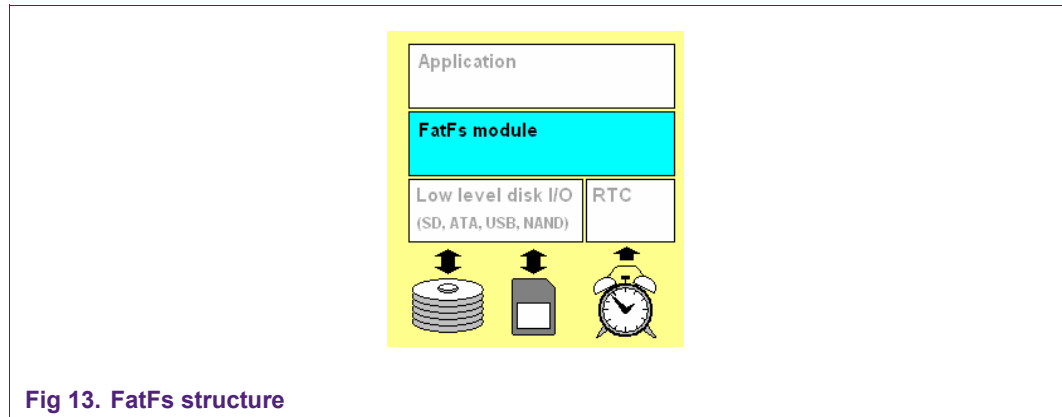 Application
FatFs module
Low level disk I/O
(SD, ATA, USB, NAND)
RTC
Fig 13. FatFs structure